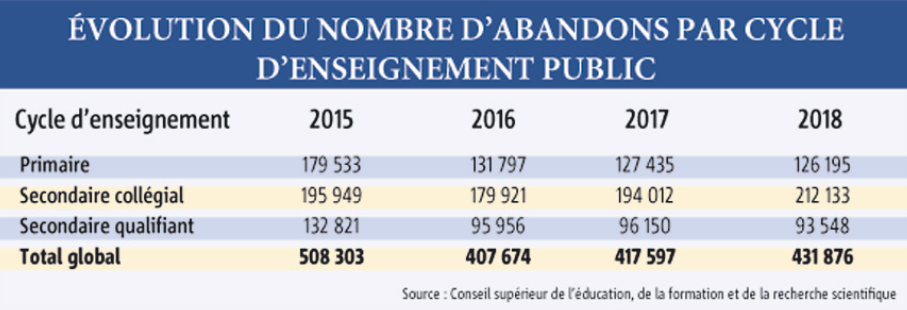 ÉVOLUTION DU NOMBRE D'ABANDONS PAR CYCLE
D'ENSEIGNEMENT PUBLIC
Cycle d'enseignement 2015 2016 2017 2018
Primaire 179 533 131 797 127 435 126 195
Secondaire collégial 195 949 179 921 194 012 212 133
Secondaire qualifiant 132 821 95 956 96 150 93 548
Total global 508 303 407 674 417 597 431 876
Source : Conseil supérieur de l'éducation, de la formation et de la recherche scientifique